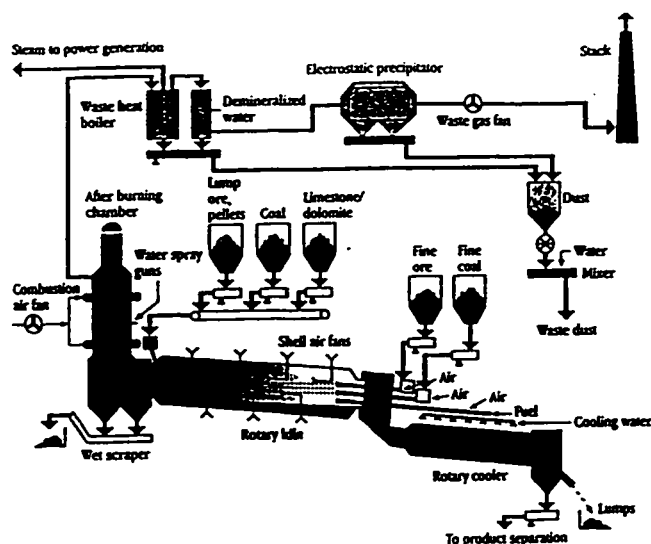 Steam to power generation
Stack
Electrostatic precipitator
Waste heat
boiler
Demineralized
water
Waste gas fan
After burning
chamber
Lump
ore,
pellets
Coal
Limestone/
dolomite
Dust
Water spray
guns
Fine
ore
Fine
coal
Water
Mixer
Combustion
air fan
Waste dust
Shell air fans
Air
Air
Air
Fuel
Cooling water
Rotary kiln
Wet scraper
Rotary cooler
Lumps
To product separation